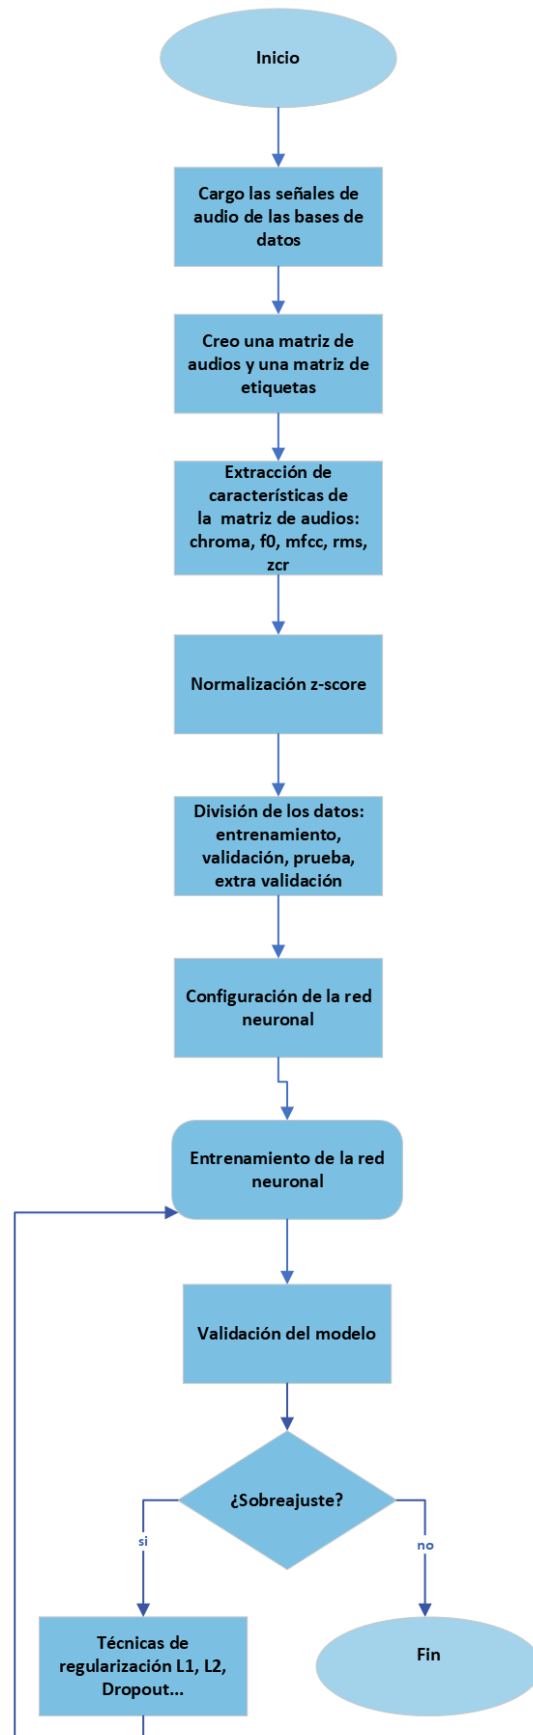 Inicio
Cargo las señales de
audio de las bases de
datos
Creo una matriz de
audios y una matriz de
etiquetas
Extracción de
características de
la matriz de audios:
chroma, f0, mfcc, rms,
zcr
Normalización z-score
División de los datos:
entrenamiento,
validación, prueba,
extra validación
Configuración de la red
neuronal
Entrenamiento de la red
neuronal
Validación del modelo
¿Sobreajuste?
si
no
Técnicas de
regularización L1, L2,
Dropout...
Fin